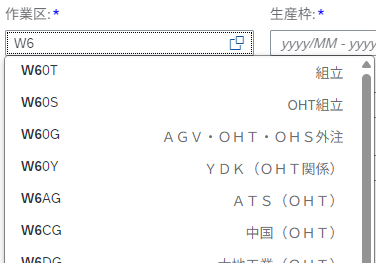 作業区:* 生産枠:*
W6 yyyy/MM - yyyy
W60T 組立
W60S OHT組立
W60G ＡＧＶ・ＯＨＴ・ＯＨＳ外注
W60Y ＹＤＫ（ＯＨＴ関係）
W6AG ＡＴＳ（ＯＨＴ）
W6CG 中国（ＯＨＴ）
W6DG